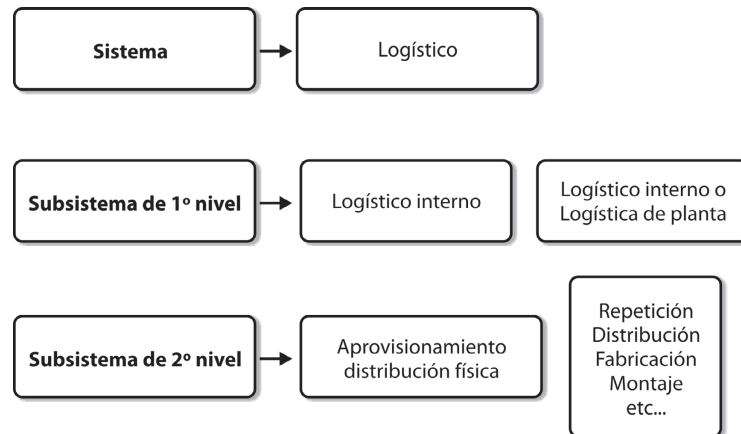 Sistema
Logístico
Subsistema de 1º nivel
Logístico interno
Logístico interno o
Logística de planta
Subsistema de 2º nivel
Aprovisionamiento
distribución física
Repetición
Distribución
Fabricación
Montaje
etc...